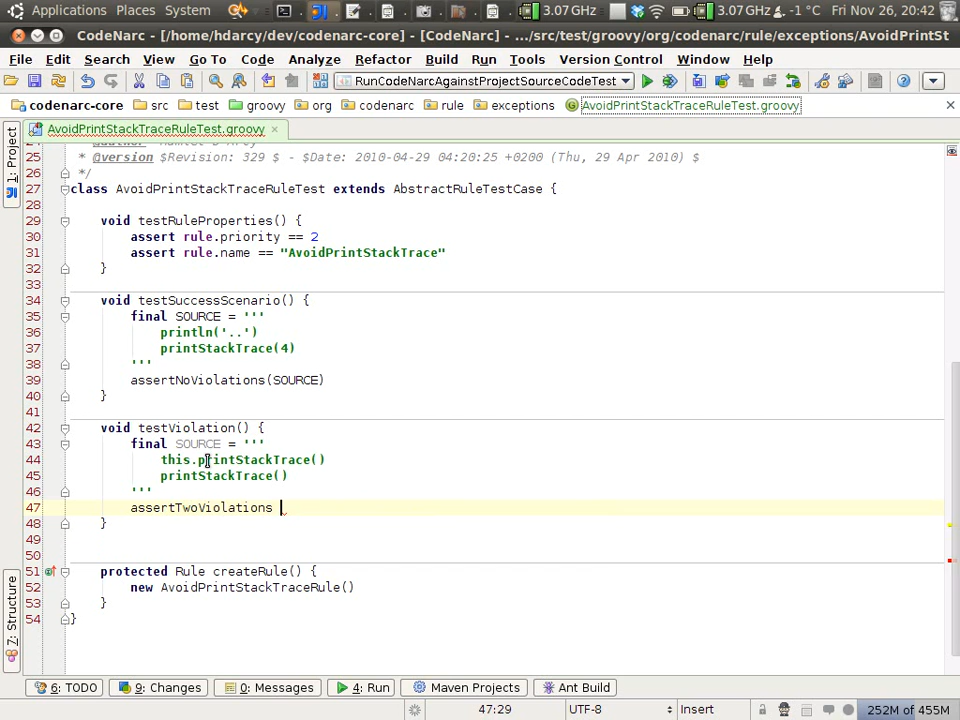 Applications Places System 3.07 GHz 3.07 GHz -1 °C Fri Nov 26, 20:42
CodeNarc - [/home/hdarcy/dev/codenarc-core] - [CodeNarc] - .../src/test/groovy/org/codenarc/rule/exceptions/AvoidPrintSt
File Edit Search View Go To Code Analyze Refactor Build Run Tools Version Control Window Help
RunCodeNarcAgainstProjectSourceCodeTest
codenarc-core src test groovy org codenarc rule exceptions AvoidPrintStackTraceRuleTest.groovy
1: Project
AvoidPrintStackTraceRuleTest.groovy
25 * @version $Revision: 329 $ - $Date: 2010-04-29 04:20:25 +0200 (Thu, 29 Apr 2010) $
26 */
27 class AvoidPrintStackTraceRuleTest extends AbstractRuleTestCase {
28
29 void testRuleProperties() {
30 assert rule.priority == 2
31 assert rule.name == "AvoidPrintStackTrace"
32 }
33
34 void testSuccessScenario() {
35 final SOURCE = '''
36 println('..')
37 printStackTrace(4)
38 '''
39 assertNoViolations(SOURCE)
40 }
41
42 void testViolation() {
43 final SOURCE = '''
44 this.printStackTrace()
45 printStackTrace()
46 '''
47 assertTwoViolations
48 }
49
50
51 protected Rule createRule() {
52 new AvoidPrintStackTraceRule()
53 }
54 }
7: Structure
6: TODO 9: Changes 0: Messages 4: Run Maven Projects Ant Build
47:29 UTF-8 Insert 252M of 455M